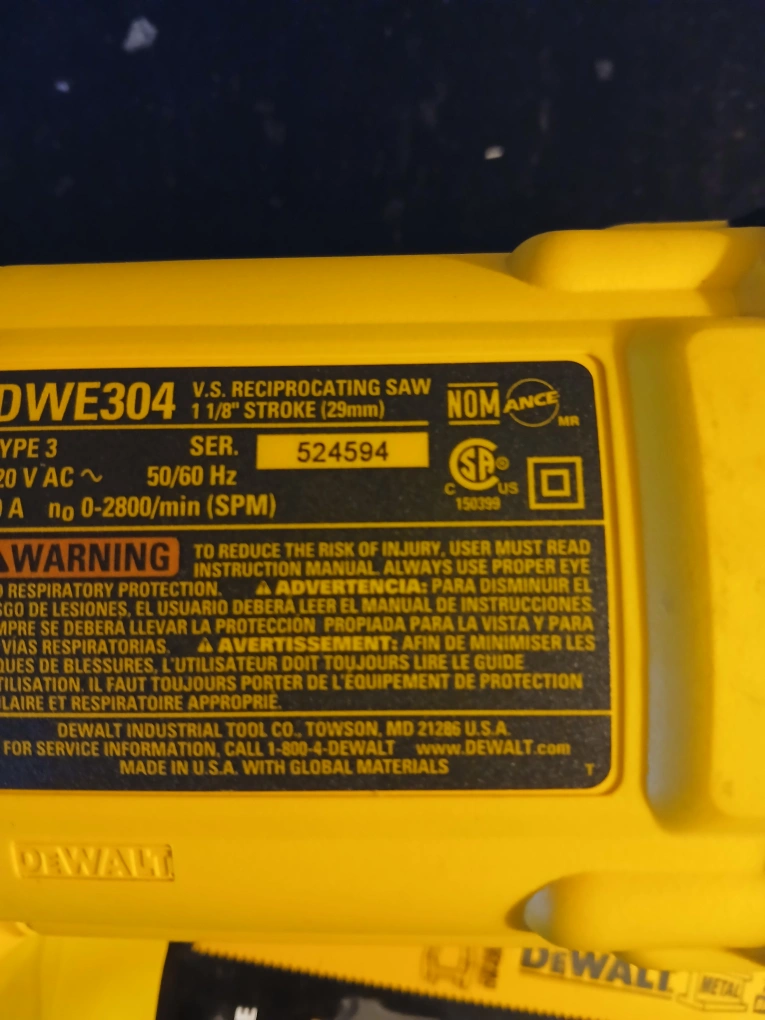 DWE304 V.S. RECIPROCATING SAW
1 1/8" STROKE (29mm)
NOM ANCE MR
YPE 3 SER. 524594
20 V AC ~ 50/60 Hz
A no 0-2800/min (SPM)
C SA ® US
150399
WARNING TO REDUCE THE RISK OF INJURY, USER MUST READ
INSTRUCTION MANUAL. ALWAYS USE PROPER EYE
RESPIRATORY PROTECTION. ⚠ ADVERTENCIA: PARA DISMINUIR EL
SGO DE LESIONES, EL USUARIO DEBERÁ LEER EL MANUAL DE INSTRUCCIONES.
MPRE SE DEBERÁ LLEVAR LA PROTECCIÓN PROPIADA PARA LA VISTA Y PARA
VÍAS RESPIRATORIAS. ⚠ AVERTISSEMENT: AFIN DE MINIMISER LES
QUES DE BLESSURES, L'UTILISATEUR DOIT TOUJOURS LIRE LE GUIDE
TILISATION. IL FAUT TOUJOURS PORTER DE L'ÉQUIPEMENT DE PROTECTION
LAIRE ET RESPIRATOIRE APPROPRIÉ.
DEWALT INDUSTRIAL TOOL CO., TOWSON, MD 21286 U.S.A.
FOR SERVICE INFORMATION, CALL 1-800-4-DEWALT www.DEWALT.com
MADE IN U.S.A. WITH GLOBAL MATERIALS T
DEWALT
DEWALT METAL